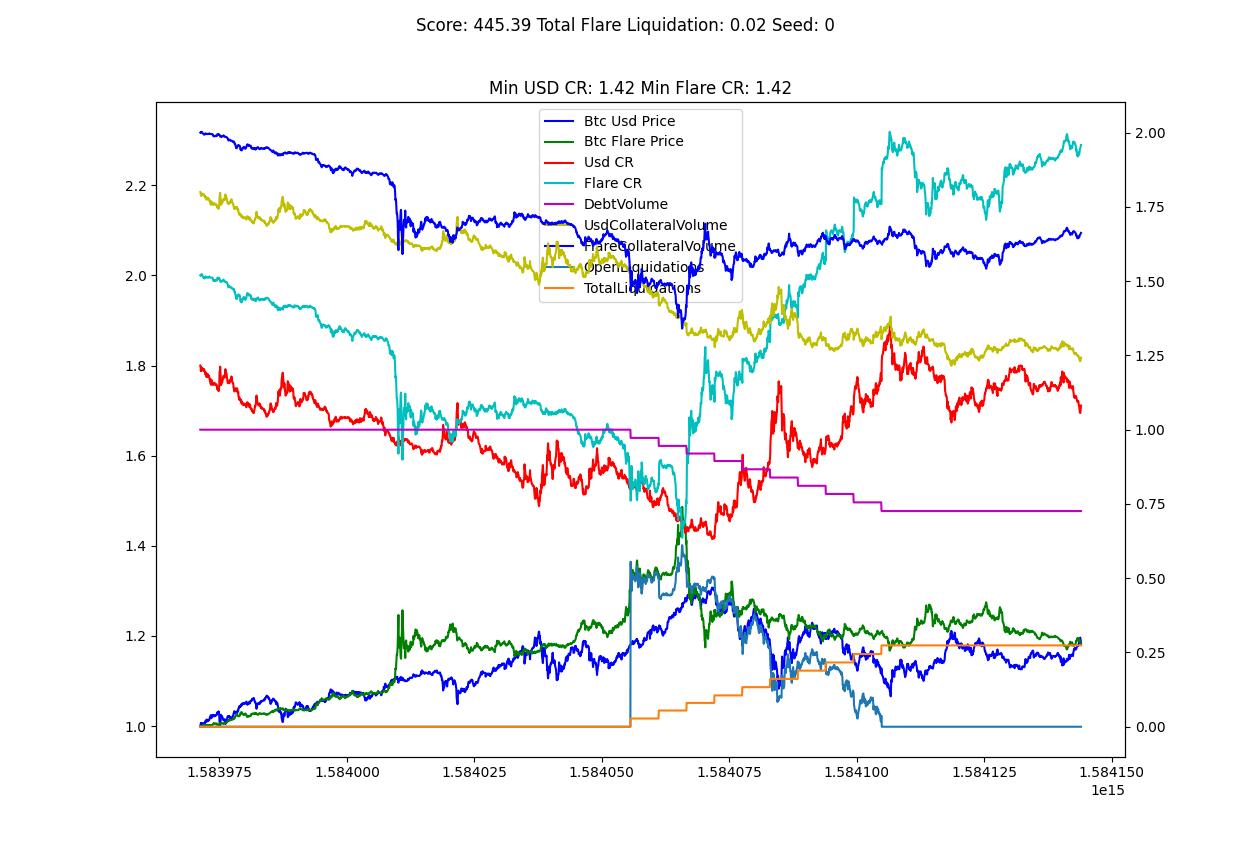 Score: 445.39 Total Flare Liquidation: 0.02 Seed: 0
Min USD CR: 1.42 Min Flare CR: 1.42
Btc Usd Price
Btc Flare Price
Usd CR
Flare CR
DebtVolume
UsdCollateralVolume
FlareCollateralVolume
OpenLiquidations
TotalLiquidations
2.2
2.0
1.8
1.6
1.4
1.2
1.0
2.00
1.75
1.50
1.25
1.00
0.75
0.50
0.25
0.00
1.583975 1.584000 1.584025 1.584050 1.584075 1.584100 1.584125 1.584150
1e15